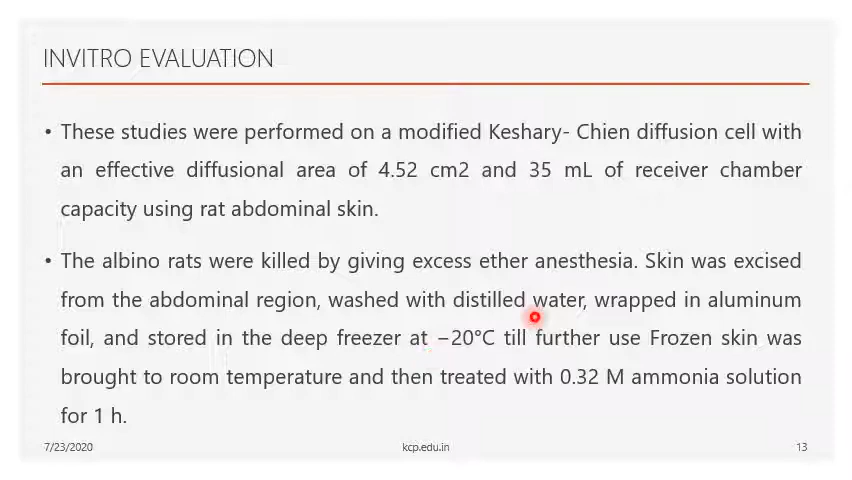 INVITRO EVALUATION
• These studies were performed on a modified Keshary- Chien diffusion cell with
an effective diffusional area of 4.52 cm2 and 35 mL of receiver chamber
capacity using rat abdominal skin.
• The albino rats were killed by giving excess ether anesthesia. Skin was excised
from the abdominal region, washed with distilled water, wrapped in aluminum
foil, and stored in the deep freezer at −20°C till further use Frozen skin was
brought to room temperature and then treated with 0.32 M ammonia solution
for 1 h.
7/23/2020 kcp.edu.in 13